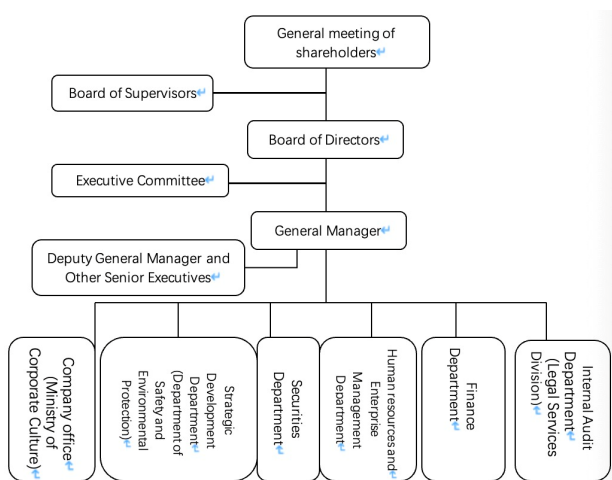 General meeting of
shareholders
Board of Supervisors
Board of Directors
Executive Committee
General Manager
Deputy General Manager and
Other Senior Executives
Company office
(Ministry of
Corporate Culture)
Strategic
Development
Department
(Department of
Safety and
Environmental
Protection)
Securities
Department
Human resources and
Enterprise
Management
Department
Finance
Department
Internal Audit
Department
(Legal Services
Division)